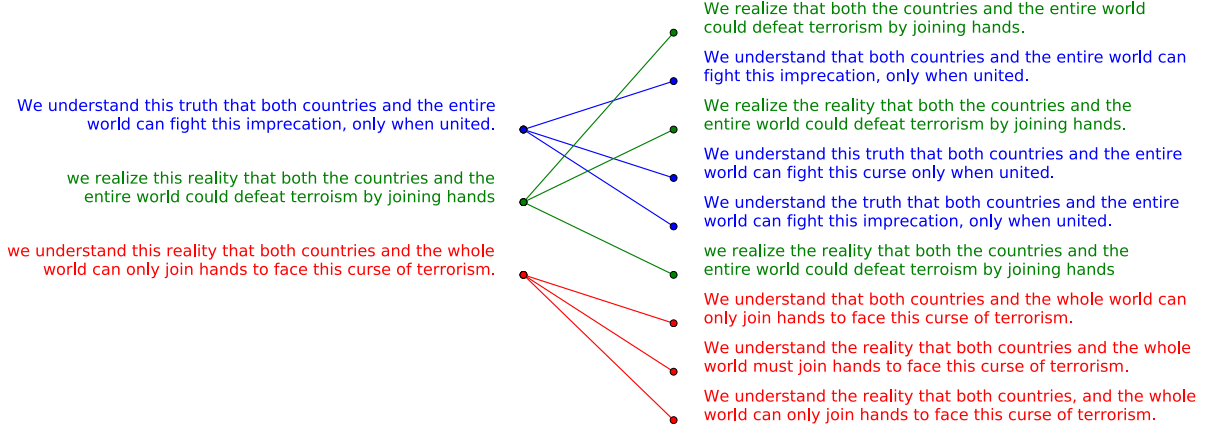 We understand this truth that both countries and the entire
world can fight this imprecation, only when united.
we realize this reality that both the countries and the
entire world could defeat terroism by joining hands
we understand this reality that both countries and the whole
world can only join hands to face this curse of terrorism.
We realize that both the countries and the entire world
could defeat terrorism by joining hands.
We understand that both countries and the entire world can
fight this imprecation, only when united.
We realize the reality that both the countries and the
entire world could defeat terrorism by joining hands.
We understand this truth that both countries and the entire
world can fight this curse only when united.
We understand the truth that both countries and the entire
world can fight this imprecation, only when united.
we realize the reality that both the countries and the
entire world could defeat terroism by joining hands
We understand that both countries and the whole world can
only join hands to face this curse of terrorism.
We understand the reality that both countries and the whole
world must join hands to face this curse of terrorism.
We understand the reality that both countries, and the whole
world can only join hands to face this curse of terrorism.